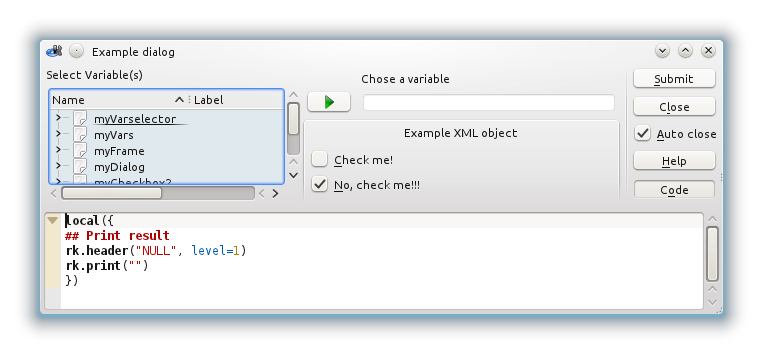 Example dialog
Select Variable(s)
Name
Label
myVarselector
myVars
myFrame
myDialog
myCheckbox2
Chose a variable
Example XML object
Check me!
No, check me!!!
Submit
Close
Auto close
Help
Code
local({
## Print result
rk.header("NULL", level=1)
rk.print("")
})